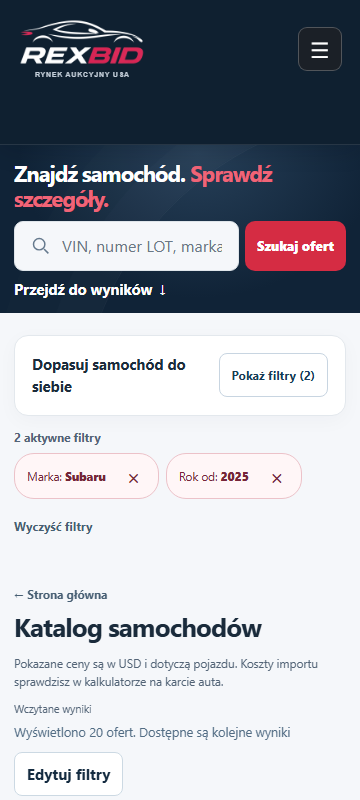 REXBID
RYNEK AUKCYJNY USA
Znajdź samochód. Sprawdź
szczegóły.
VIN, numer LOT, marka
Szukaj ofert
Przejdź do wyników ↓
Dopasuj samochód do
siebie
Pokaż filtry (2)
2 aktywne filtry
Marka: Subaru ×
Rok od: 2025 ×
Wyczyść filtry
← Strona główna
Katalog samochodów
Pokazane ceny są w USD i dotyczą pojazdu. Koszty importu
sprawdzisz w kalkulatorze na karcie auta.
Wczytane wyniki
Wyświetlono 20 ofert. Dostępne są kolejne wyniki
Edytuj filtry